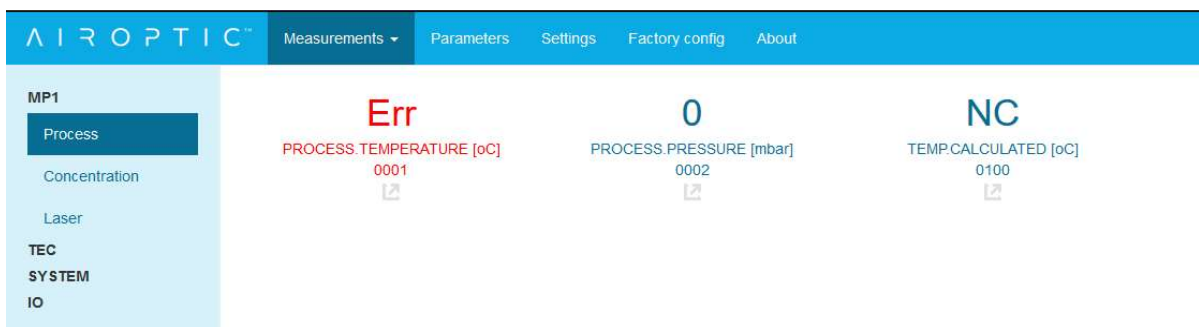 AIROPTIC™ Measurements Parameters Settings Factory config About
MP1
Process
Concentration
Laser
TEC
SYSTEM
IO
Err
PROCESS.TEMPERATURE [oC]
0001
0
PROCESS.PRESSURE [mbar]
0002
NC
TEMP.CALCULATED [oC]
0100